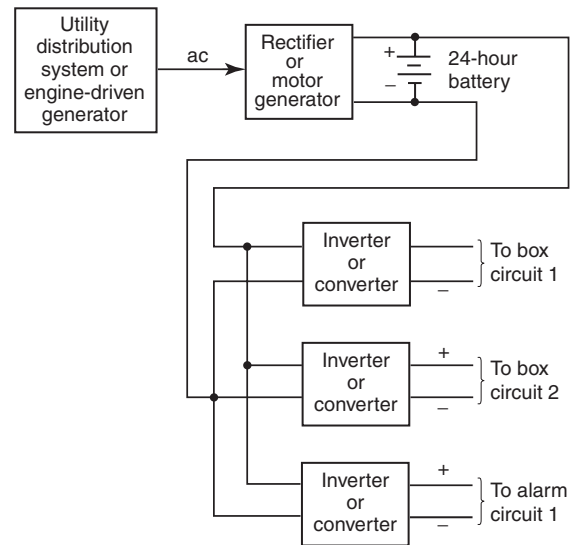 Utility
distribution
system or
engine-driven
generator
ac
Rectifier
or
motor
generator
+
−
24-hour
battery
Inverter
or
converter
−
To box
circuit 1
Inverter
or
converter
+
−
To box
circuit 2
Inverter
or
converter
+
−
To alarm
circuit 1